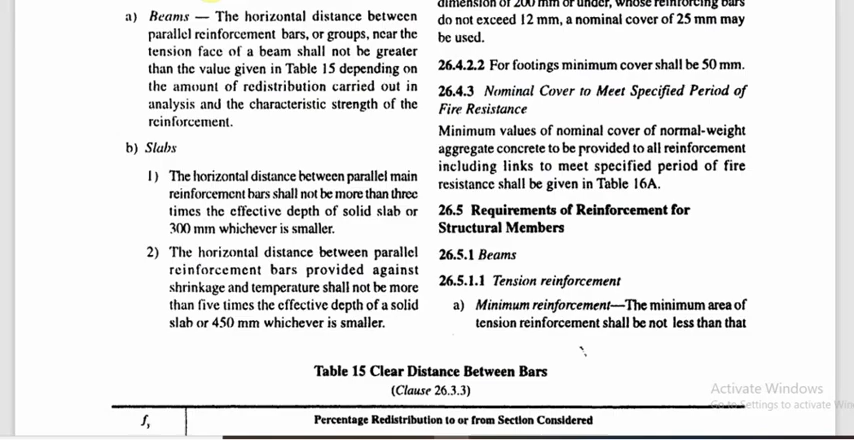 a) Beams — The horizontal distance between
parallel reinforcement bars, or groups, near the
tension face of a beam shall not be greater
than the value given in Table 15 depending on
the amount of redistribution carried out in
analysis and the characteristic strength of the
reinforcement.
b) Slabs
1) The horizontal distance between parallel main
reinforcement bars shall not be more than three
times the effective depth of solid slab or
300 mm whichever is smaller.
2) The horizontal distance between parallel
reinforcement bars provided against
shrinkage and temperature shall not be more
than five times the effective depth of a solid
slab or 450 mm whichever is smaller.
dimension of 200 mm or under, whose reinforcing bars
do not exceed 12 mm, a nominal cover of 25 mm may
be used.
26.4.2.2 For footings minimum cover shall be 50 mm.
26.4.3 Nominal Cover to Meet Specified Period of
Fire Resistance
Minimum values of nominal cover of normal-weight
aggregate concrete to be provided to all reinforcement
including links to meet specified period of fire
resistance shall be given in Table 16A.
26.5 Requirements of Reinforcement for
Structural Members
26.5.1 Beams
26.5.1.1 Tension reinforcement
a) Minimum reinforcement—The minimum area of
tension reinforcement shall be not less than that
Table 15 Clear Distance Between Bars
(Clause 26.3.3)
Activate Windows
Go to Settings to activate Win
f, Percentage Redistribution to or from Section Considered